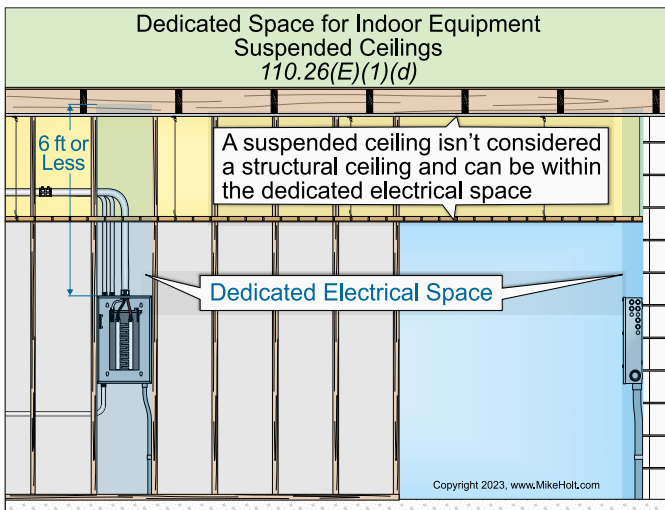 Dedicated Space for Indoor Equipment
Suspended Ceilings
110.26(E)(1)(d)
6 ft or
Less
A suspended ceiling isn't considered
a structural ceiling and can be within
the dedicated electrical space
Dedicated Electrical Space
Copyright 2023, www.MikeHolt.com